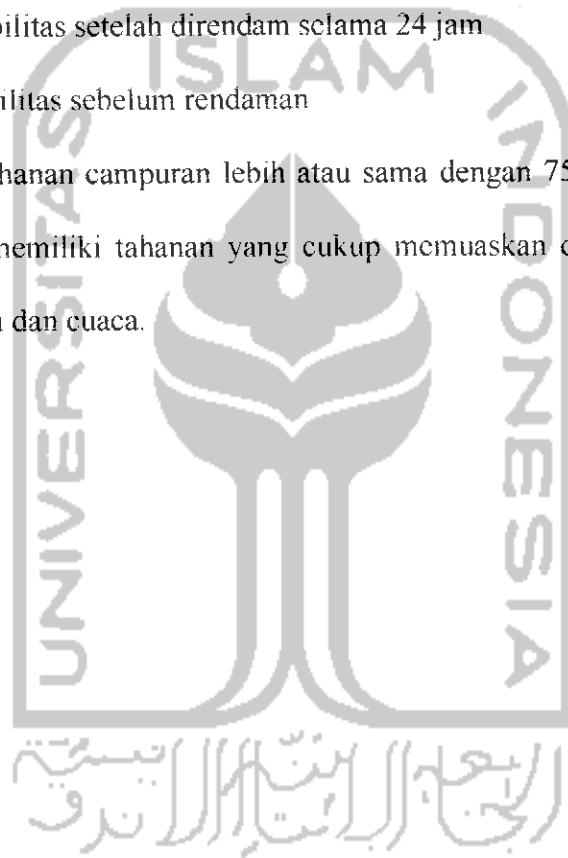 bilitas setelah direndam selama 24 jam
ilitas sebelum rendaman
hanan campuran lebih atau sama dengan 75
nemiliki tahanan yang cukup memuaskan
dan cuaca.
UNIVERSITAS
ISLAM
INDONESIA